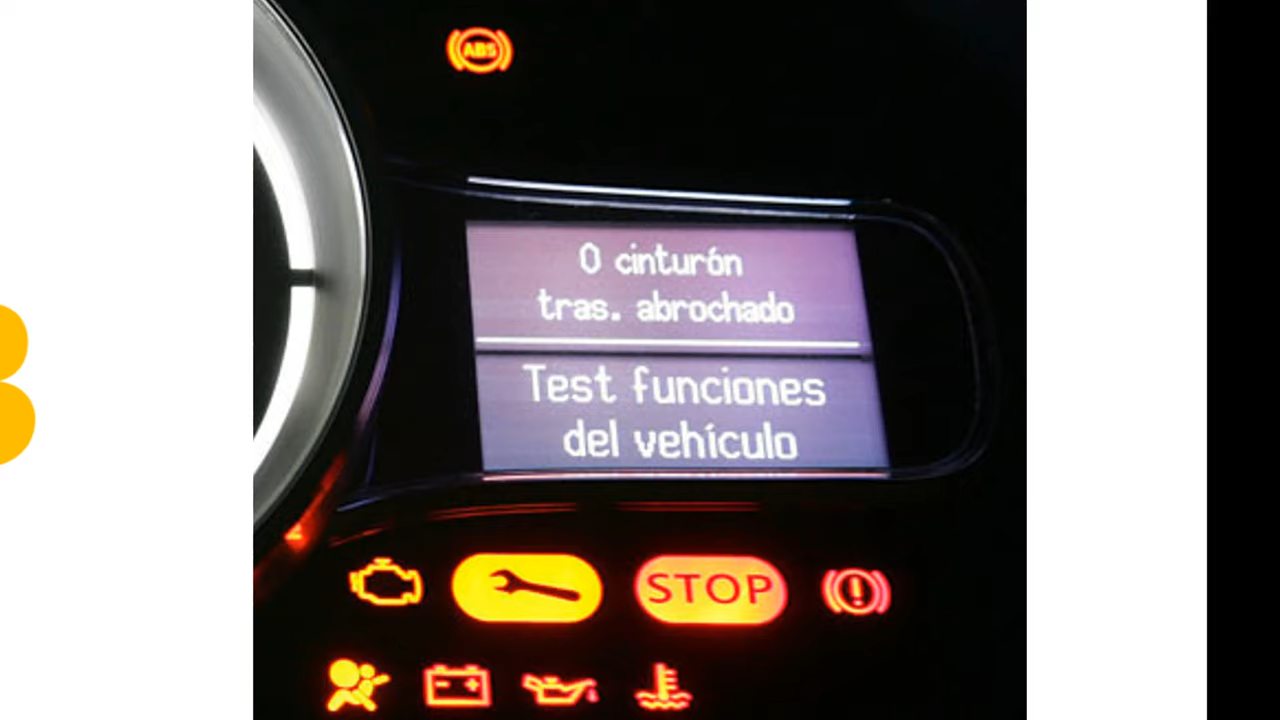 ABS
0 cinturón
tras. abrochado
Test funciones
del vehículo
STOP